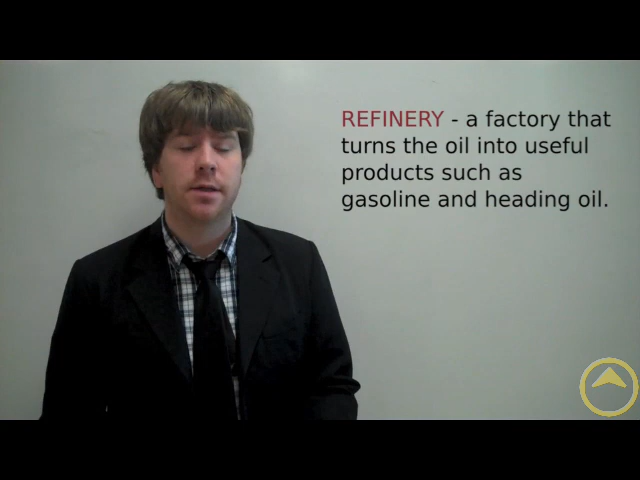 REFINERY - a factory that
turns the oil into useful
products such as
gasoline and heading oil.